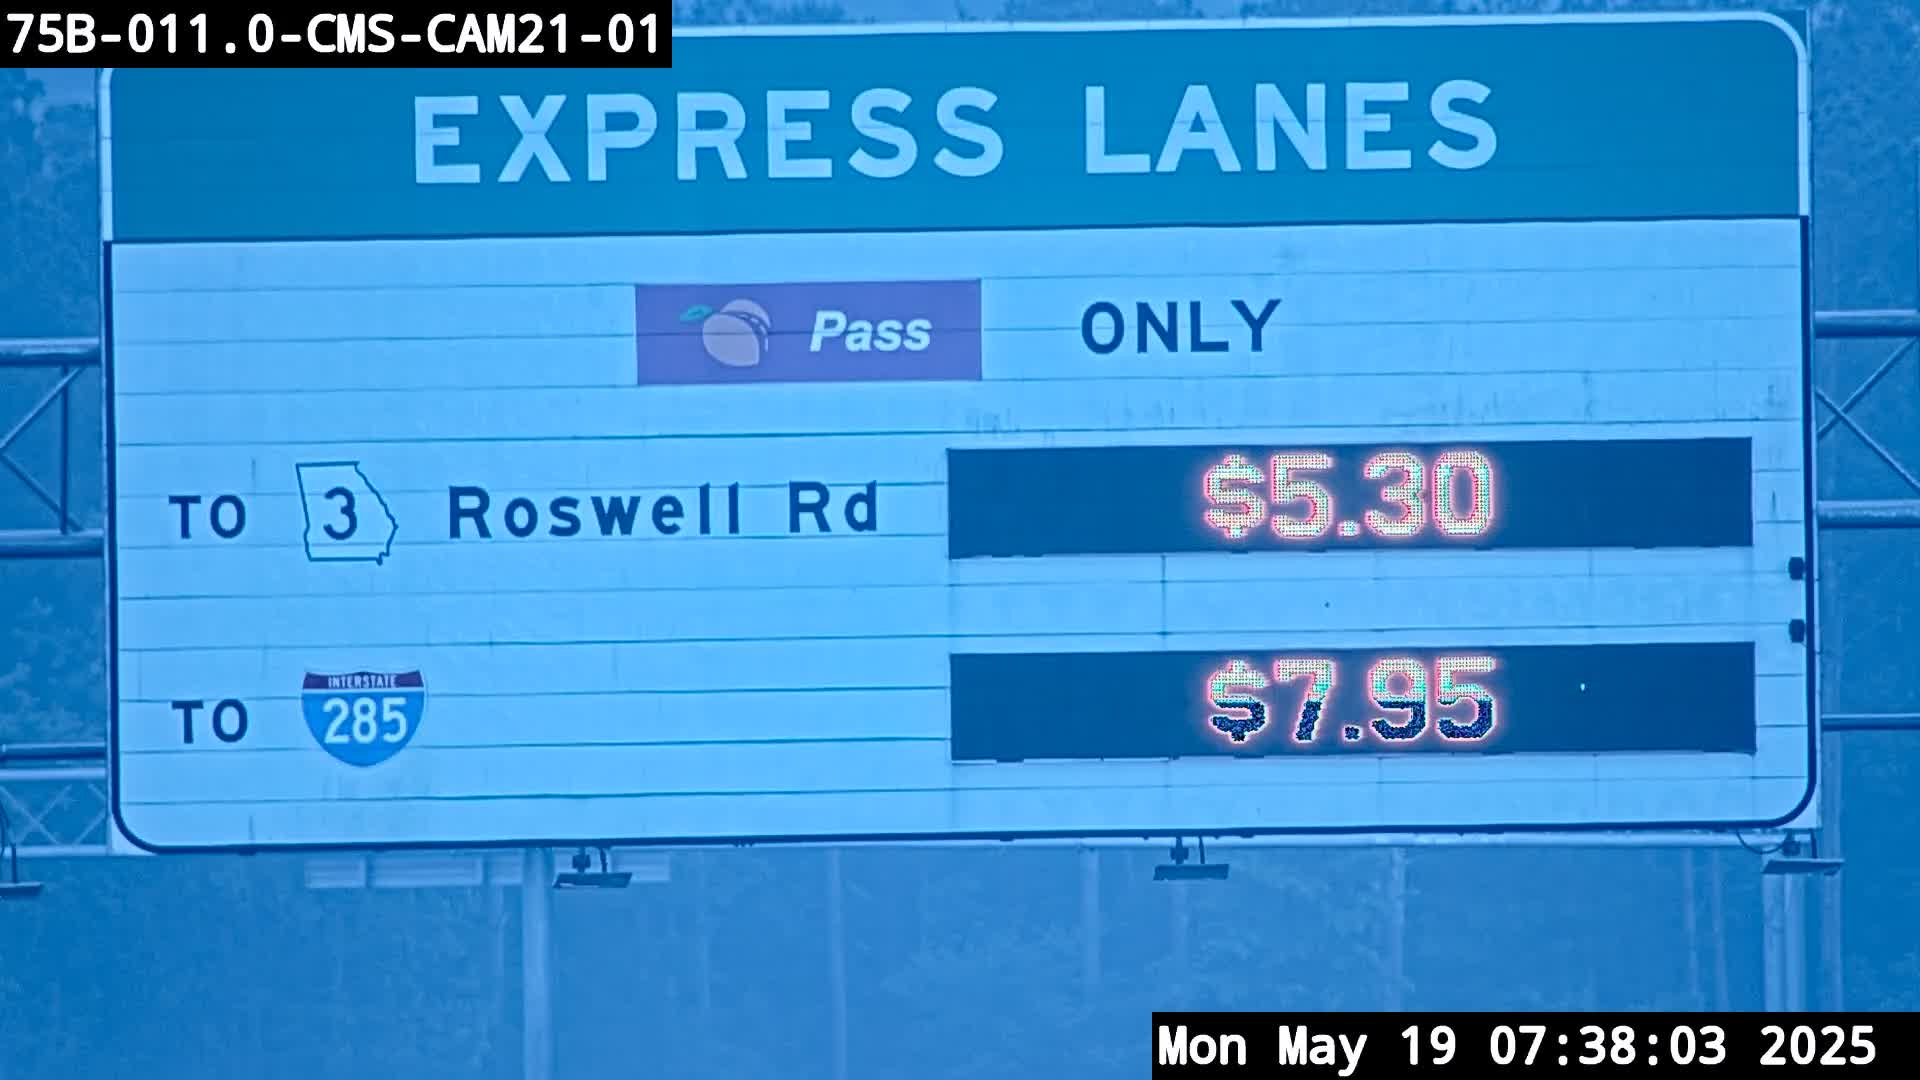 75B-011.0-CMS-CAM21-01
EXPRESS LANES
Pass ONLY
TO 3 Roswell Rd $5.30
TO INTERSTATE 285 $7.95
Mon May 19 07:38:03 2025